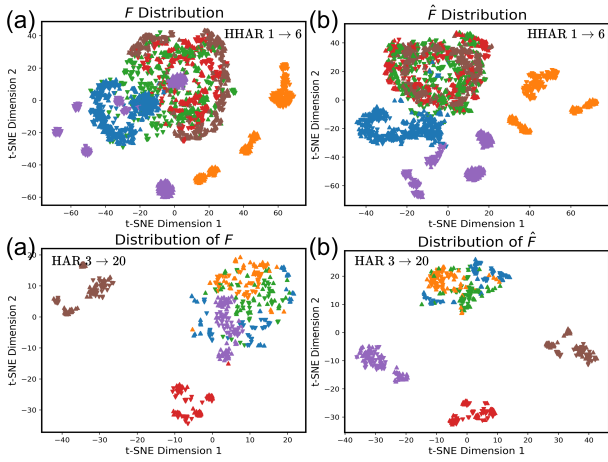 (a)
F Distribution
HHAR 1 → 6
t-SNE Dimension 2
40
20
0
−20
−40
−60
−60 −40 −20 0 20 40 60
t-SNE Dimension 1
(b)
F̂ Distribution
HHAR 1 → 6
t-SNE Dimension 2
40
20
0
−20
−40
−60
−40 −20 0 20 40 60
t-SNE Dimension 1
(a)
Distribution of F
HAR 3 → 20
t-SNE Dimension 2
20
10
0
−10
−20
−30
−40 −30 −20 −10 0 10 20
t-SNE Dimension 1
(b)
Distribution of F̂
HAR 3 → 20
t-SNE Dimension 2
20
10
0
−10
−20
−30
−40 −20 0 20 40
t-SNE Dimension 1